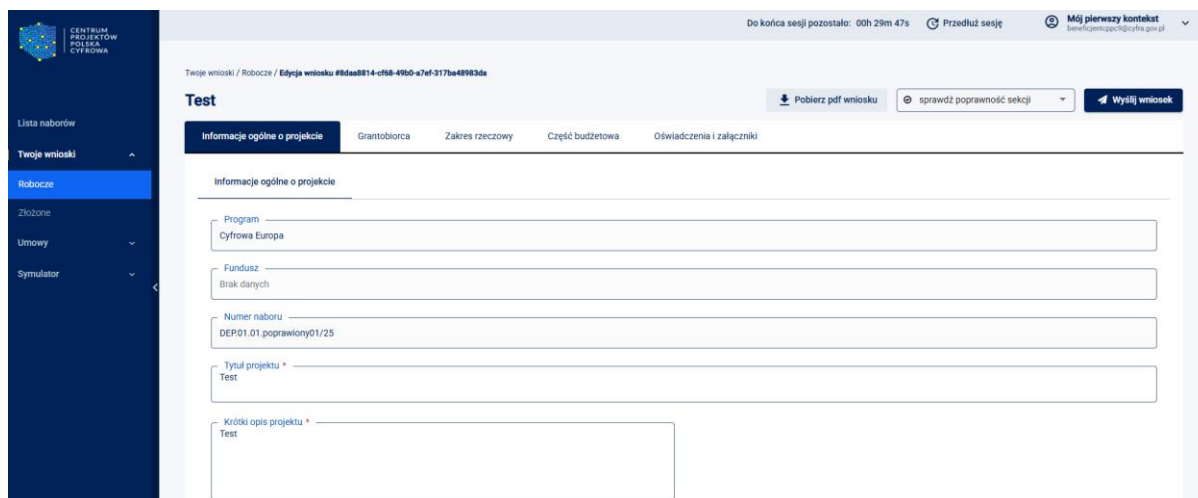 CENTRUM
PROJEKTÓW
POLSKA
CYFROWA
Do końca sesji pozostało: 00h 29m 47s
Przedłuż sesję
Mój pierwszy kontekst
Twoje wnioski / Robocze / Edycja wniosku #8daa8814-cf68-49b0-a7ef-317ba48983da
Test
Pobierz pdf wniosku
sprawdź poprawność sekcji
Wyślij wniosek
Lista naborów
Twoje wnioski
Robocze
Złożone
Umowy
Symulator
Informacje ogólne o projekcie
Grantobiorca
Zakres rzeczowy
Część budżetowa
Oświadczenia i załączniki
Informacje ogólne o projekcie
Program
Cyfrowa Europa
Fundusz
Brak danych
Numer naboru
DEP.01.01.poprawiony01/25
Tytuł projektu *
Test
Krótki opis projektu *
Test